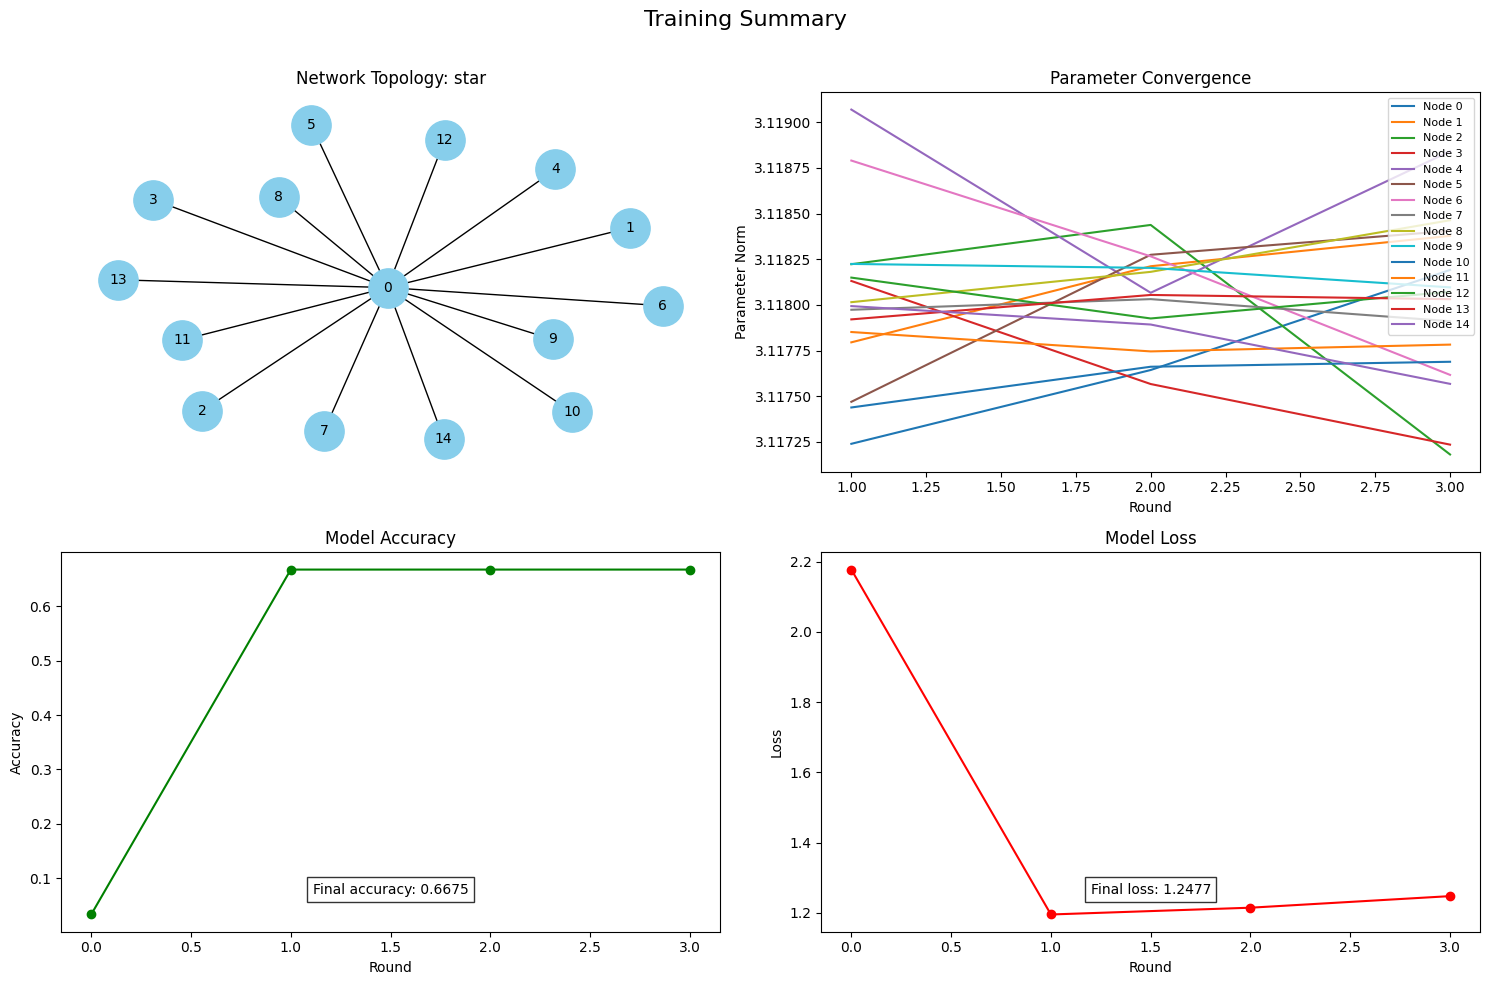 Training Summary
Network Topology: star
5
12
4
3
8
1
13
0
6
11
9
2
7
14
10
Parameter Convergence
Parameter Norm
3.11900
3.11875
3.11850
3.11825
3.11800
3.11775
3.11750
3.11725
Node 0
Node 1
Node 2
Node 3
Node 4
Node 5
Node 6
Node 7
Node 8
Node 9
Node 10
Node 11
Node 12
Node 13
Node 14
1.00 1.25 1.50 1.75 2.00 2.25 2.50 2.75 3.00
Round
Model Accuracy
Accuracy
0.6
0.5
0.4
0.3
0.2
0.1
Final accuracy: 0.6675
0.0 0.5 1.0 1.5 2.0 2.5 3.0
Round
Model Loss
Loss
2.2
2.0
1.8
1.6
1.4
1.2
Final loss: 1.2477
0.0 0.5 1.0 1.5 2.0 2.5 3.0
Round